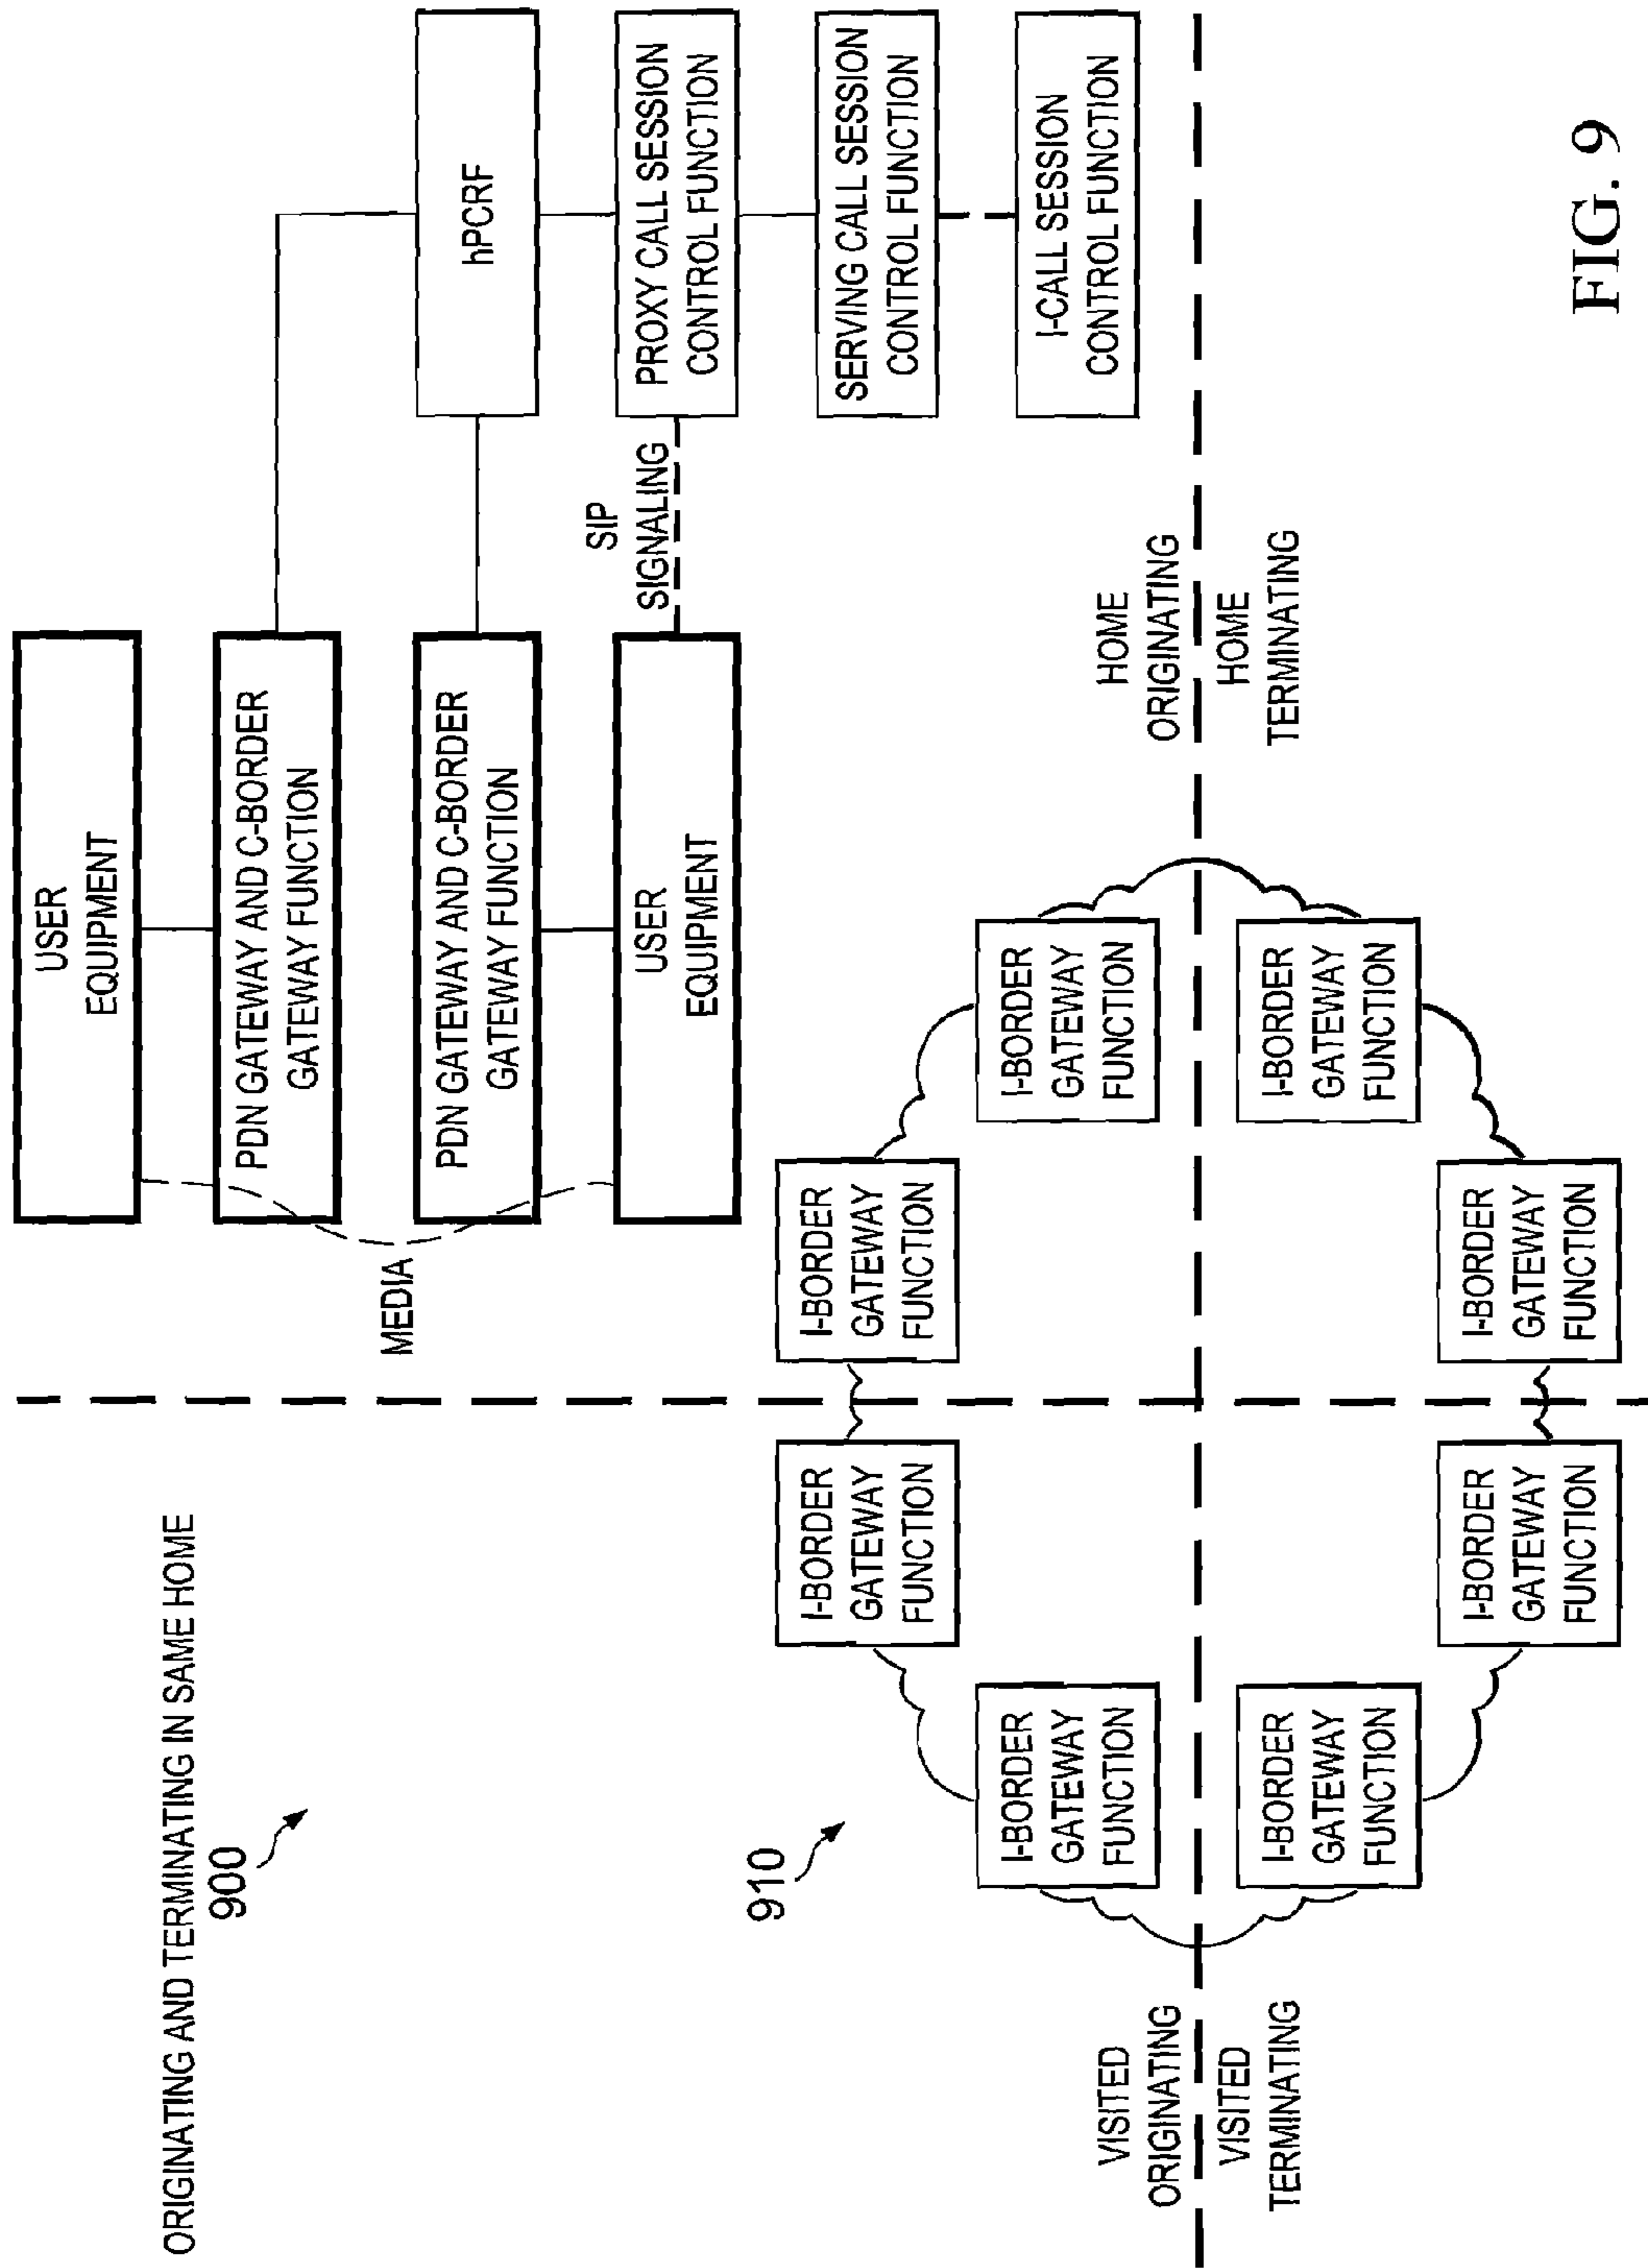 ORIGINATING AND TERMINATING IN SAME HOME
900
USER
EQUIPMENT
PDN GATEWAY AND C-BORDER
GATEWAY FUNCTION
MEDIA
PDN GATEWAY AND C-BORDER
GATEWAY FUNCTION
hPCRF
USER
EQUIPMENT
SIP
SIGNALING
PROXY CALL SESSION
CONTROL FUNCTION
SERVING CALL SESSION
CONTROL FUNCTION
I-CALL SESSION
CONTROL FUNCTION
910
I-BORDER
GATEWAY
FUNCTION
I-BORDER
GATEWAY
FUNCTION
I-BORDER
GATEWAY
FUNCTION
I-BORDER
GATEWAY
FUNCTION
VISITED
ORIGINATING
HOME
ORIGINATING
VISITED
TERMINATING
HOME
TERMINATING
I-BORDER
GATEWAY
FUNCTION
I-BORDER
GATEWAY
FUNCTION
I-BORDER
GATEWAY
FUNCTION
I-BORDER
GATEWAY
FUNCTION
FIG. 9